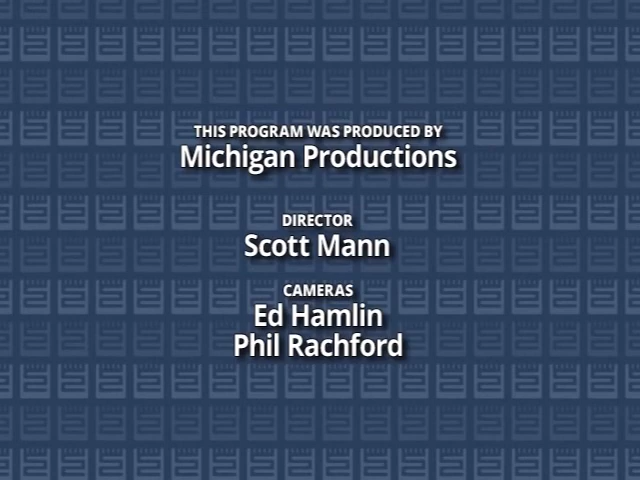 THIS PROGRAM WAS PRODUCED BY
Michigan Productions
DIRECTOR
Scott Mann
CAMERAS
Ed Hamlin
Phil Rachford